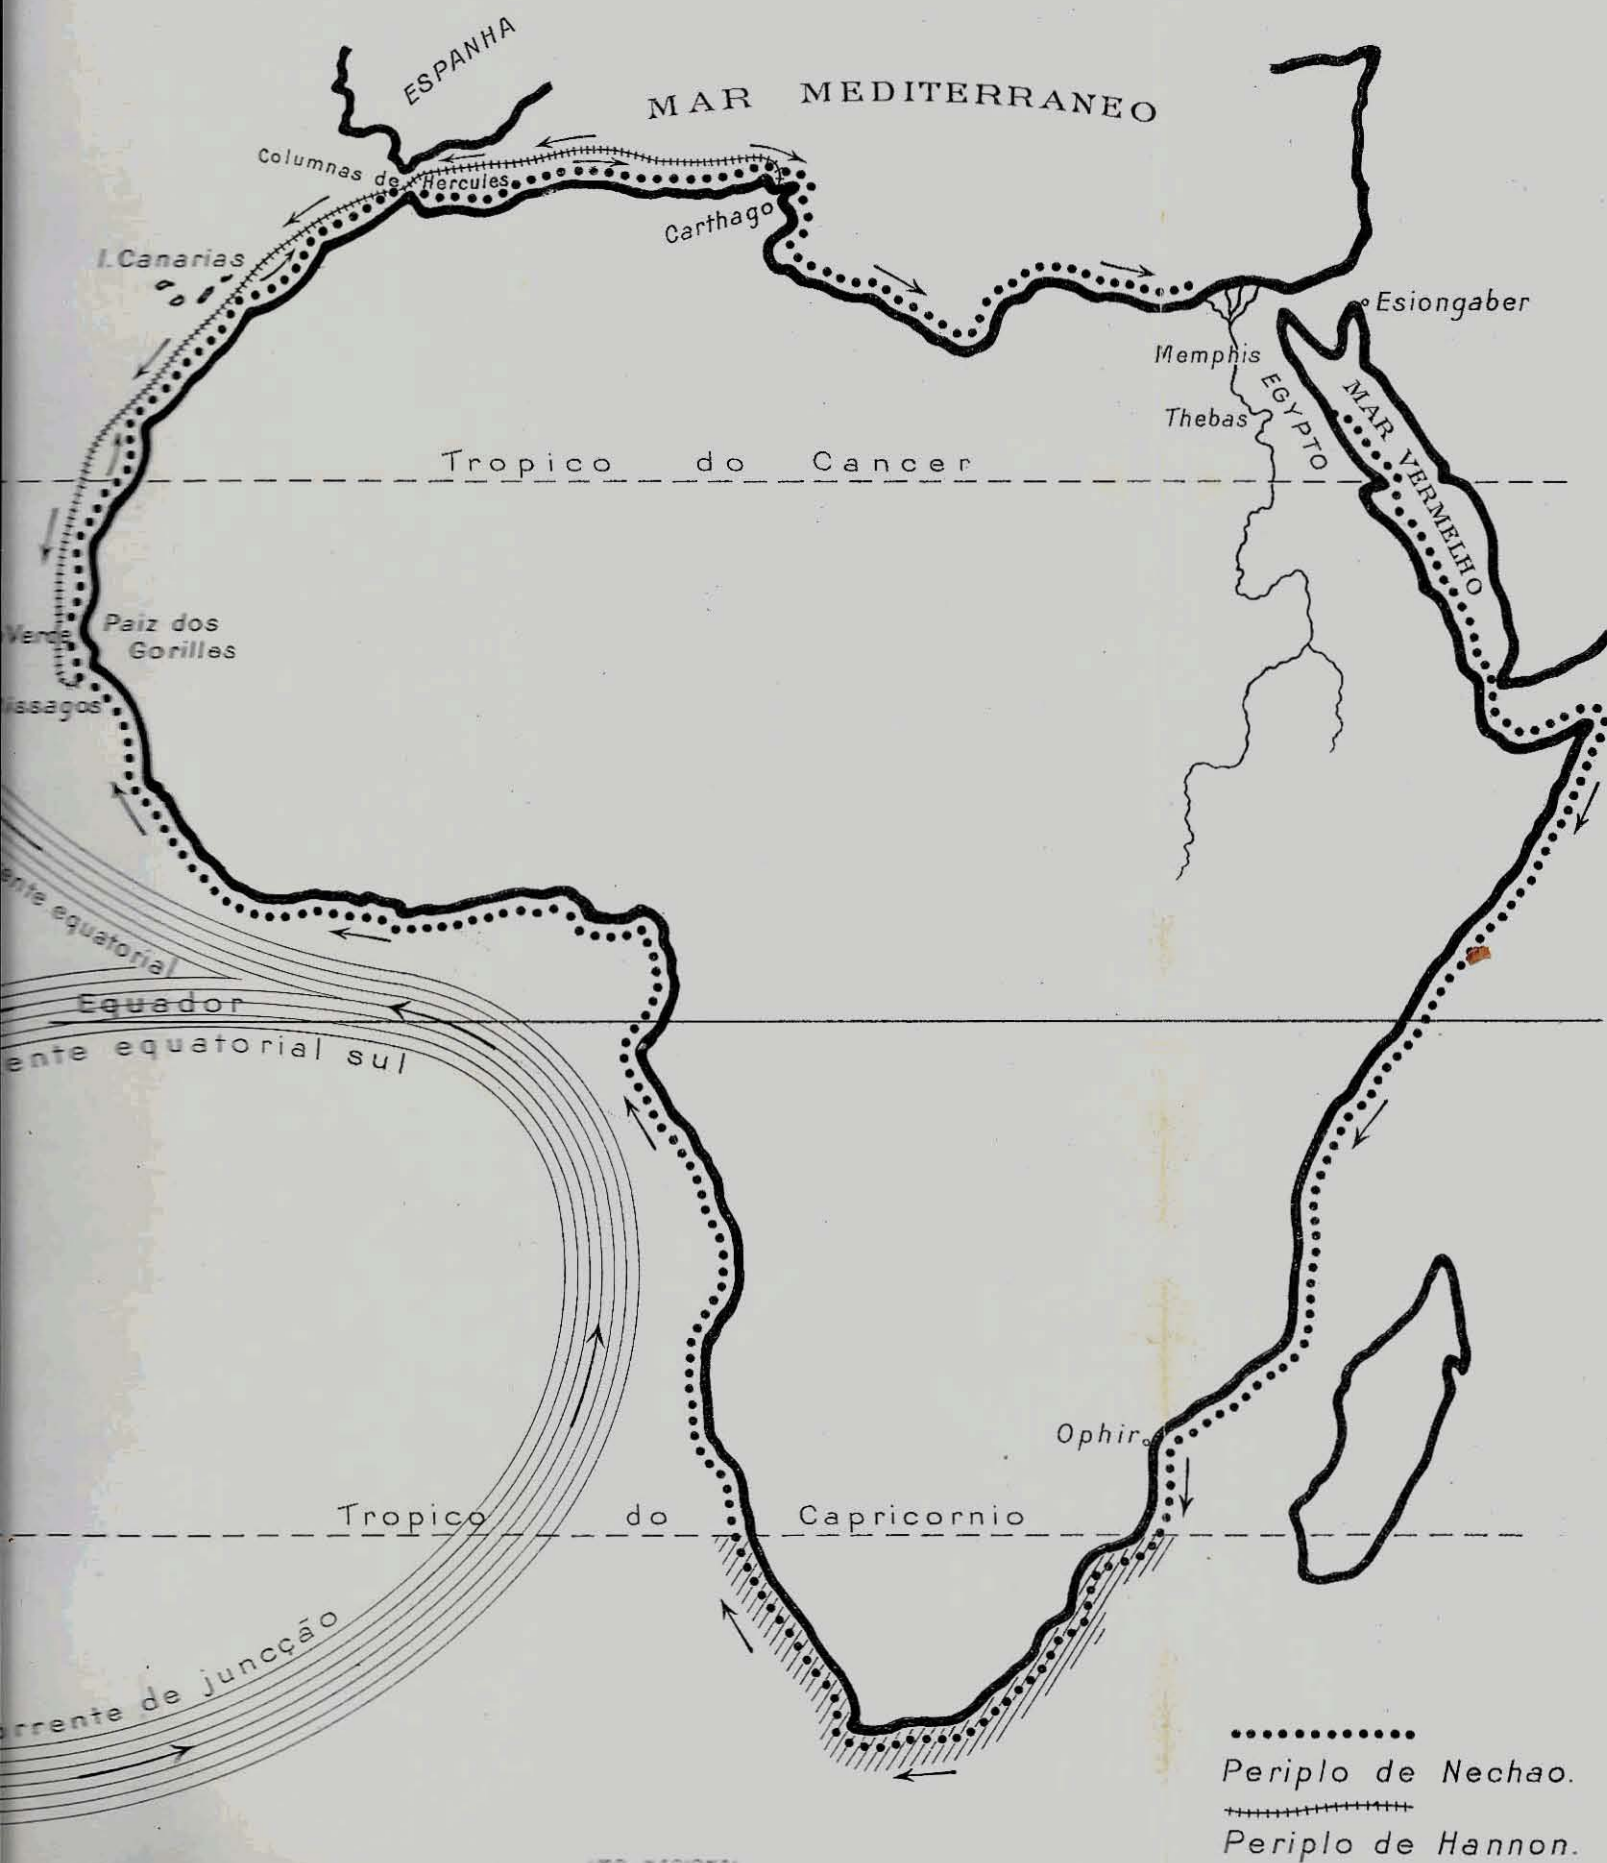 ESPANHA
MAR MEDITERRANEO
Columnas de Hercules
Carthago
I. Canarias
Esiongaber
Memphis
EGYPTO
MAR VERMELHO
Thebas
Tropico do Cancer
Verde
Paiz dos
Gorilles
issagos
ente equatorial
Equador
ente equatorial sul
Ophir
Tropico do Capricornio
rrente de juncção
Periplo de Nechao.
Periplo de Hannon.